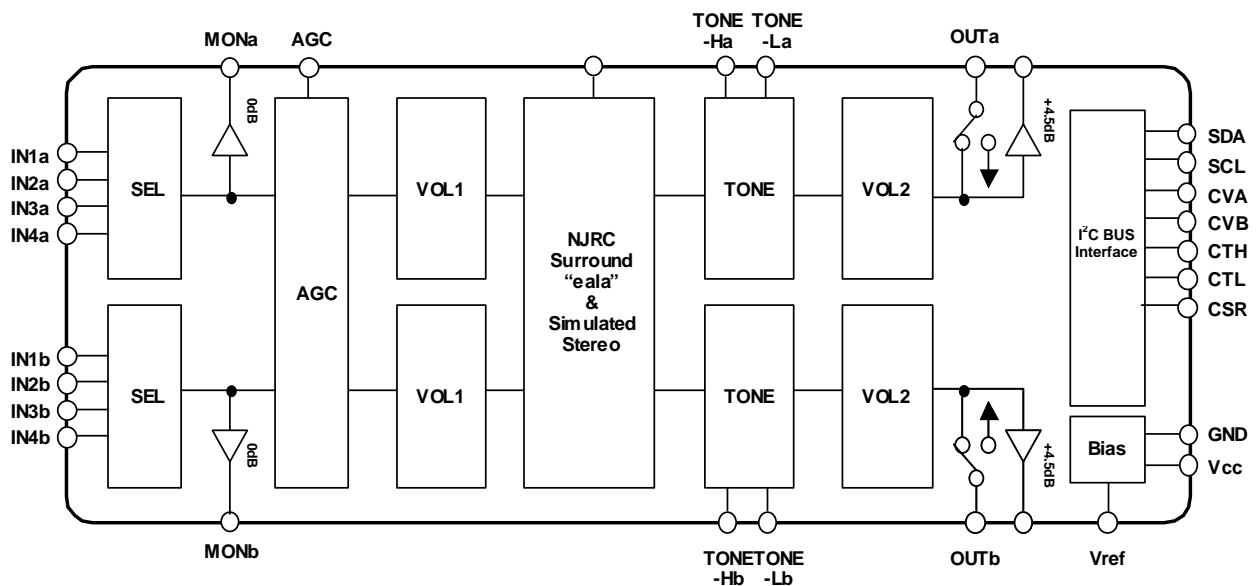 MONa
AGC
TONE
-Ha
TONE
-La
OUTa
0dB
+4.5dB
IN1a
IN2a
IN3a
IN4a
SEL
VOL1
TONE
VOL2
SDA
SCL
CVA
CVB
CTH
CTL
CSR
I²C BUS
Interface
AGC
NJRC
Surround
“eala”
&
Simulated
Stereo
IN1b
IN2b
IN3b
IN4b
SEL
VOL1
TONE
VOL2
Bias
GND
Vcc
0dB
+4.5dB
MONb
TONE
-Hb
TONE
-Lb
OUTb
Vref